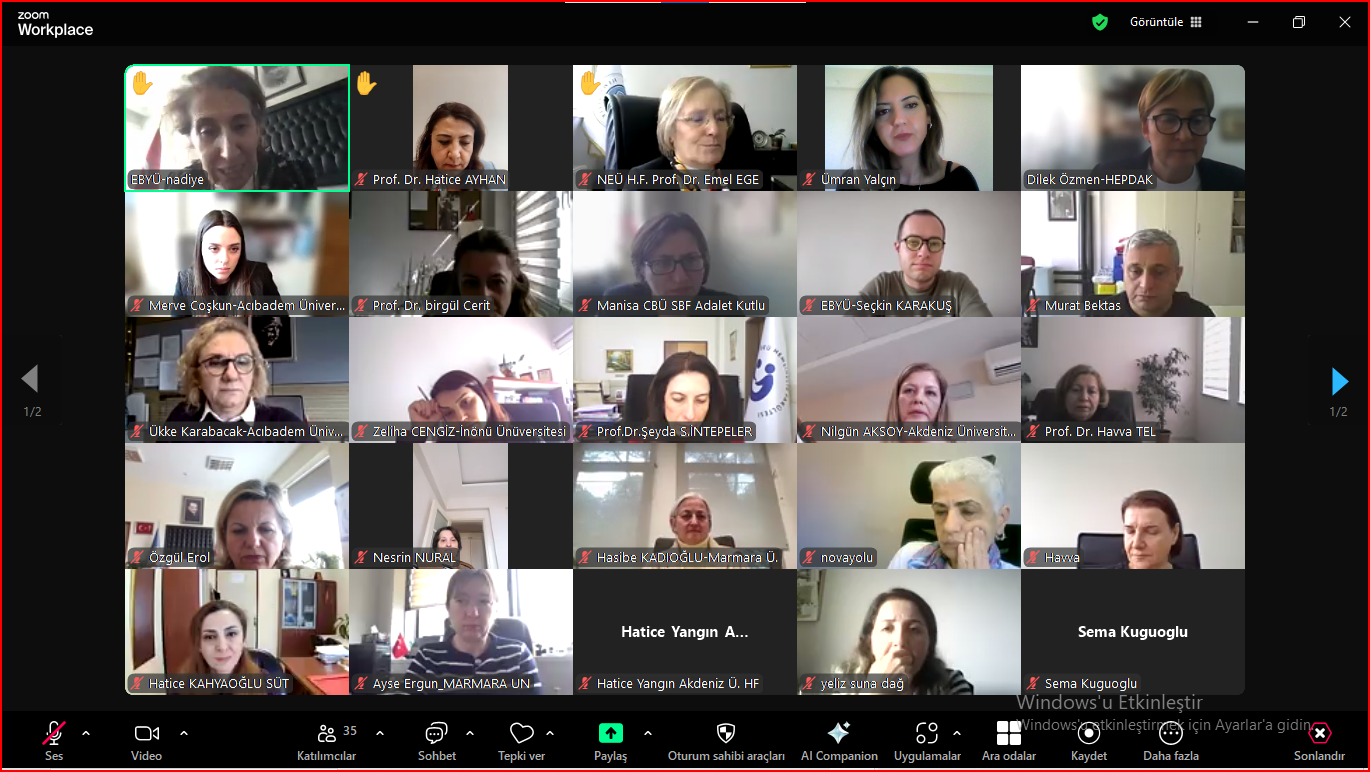 zoom
Workplace
Görüntüle
EBYÜ-nadiye
Prof. Dr. Hatice AYHAN
NEÜ H.F. Prof. Dr. Emel EGE
Ümran Yalçın
Dilek Özmen-HEPDAK
Merve Coşkun-Acıbadem Üniver...
Prof. Dr. birgül Cerit
Manisa CBÜ SBF Adalet Kutlu
EBYÜ-Seçkin KARAKUŞ
Murat Bektas
Ükke Karabacak-Acıbadem Üniv...
Zeliha CENGİZ-İnönü Ünüversitesi
Prof.Dr.Şeyda S.İNTEPELER
Nilgün AKSOY-Akdeniz Üniversit...
Prof. Dr. Havva TEL
1/2
1/2
Özgül Erol
Nesrin NURAL
Hasibe KADIOĞLU-Marmara Ü.
novayolu
Havva
Hatice Yangın A...
Sema Kuguoglu
Hatice KAHYAOĞLU SÜT
Ayse Ergun_MARMARA UN
Hatice Yangın Akdeniz Ü. HF
yeliz suna dağ
Sema Kuguoglu
Windows'u Etkinleştir
Windows'u etkinleştirmek için Ayarlar'a gidin.
35
Ses
Video
Katılımcılar
Sohbet
Tepki ver
Paylaş
Oturum sahibi araçları
AI Companion
Uygulamalar
Ara odalar
Kaydet
Daha fazla
Sonlandır